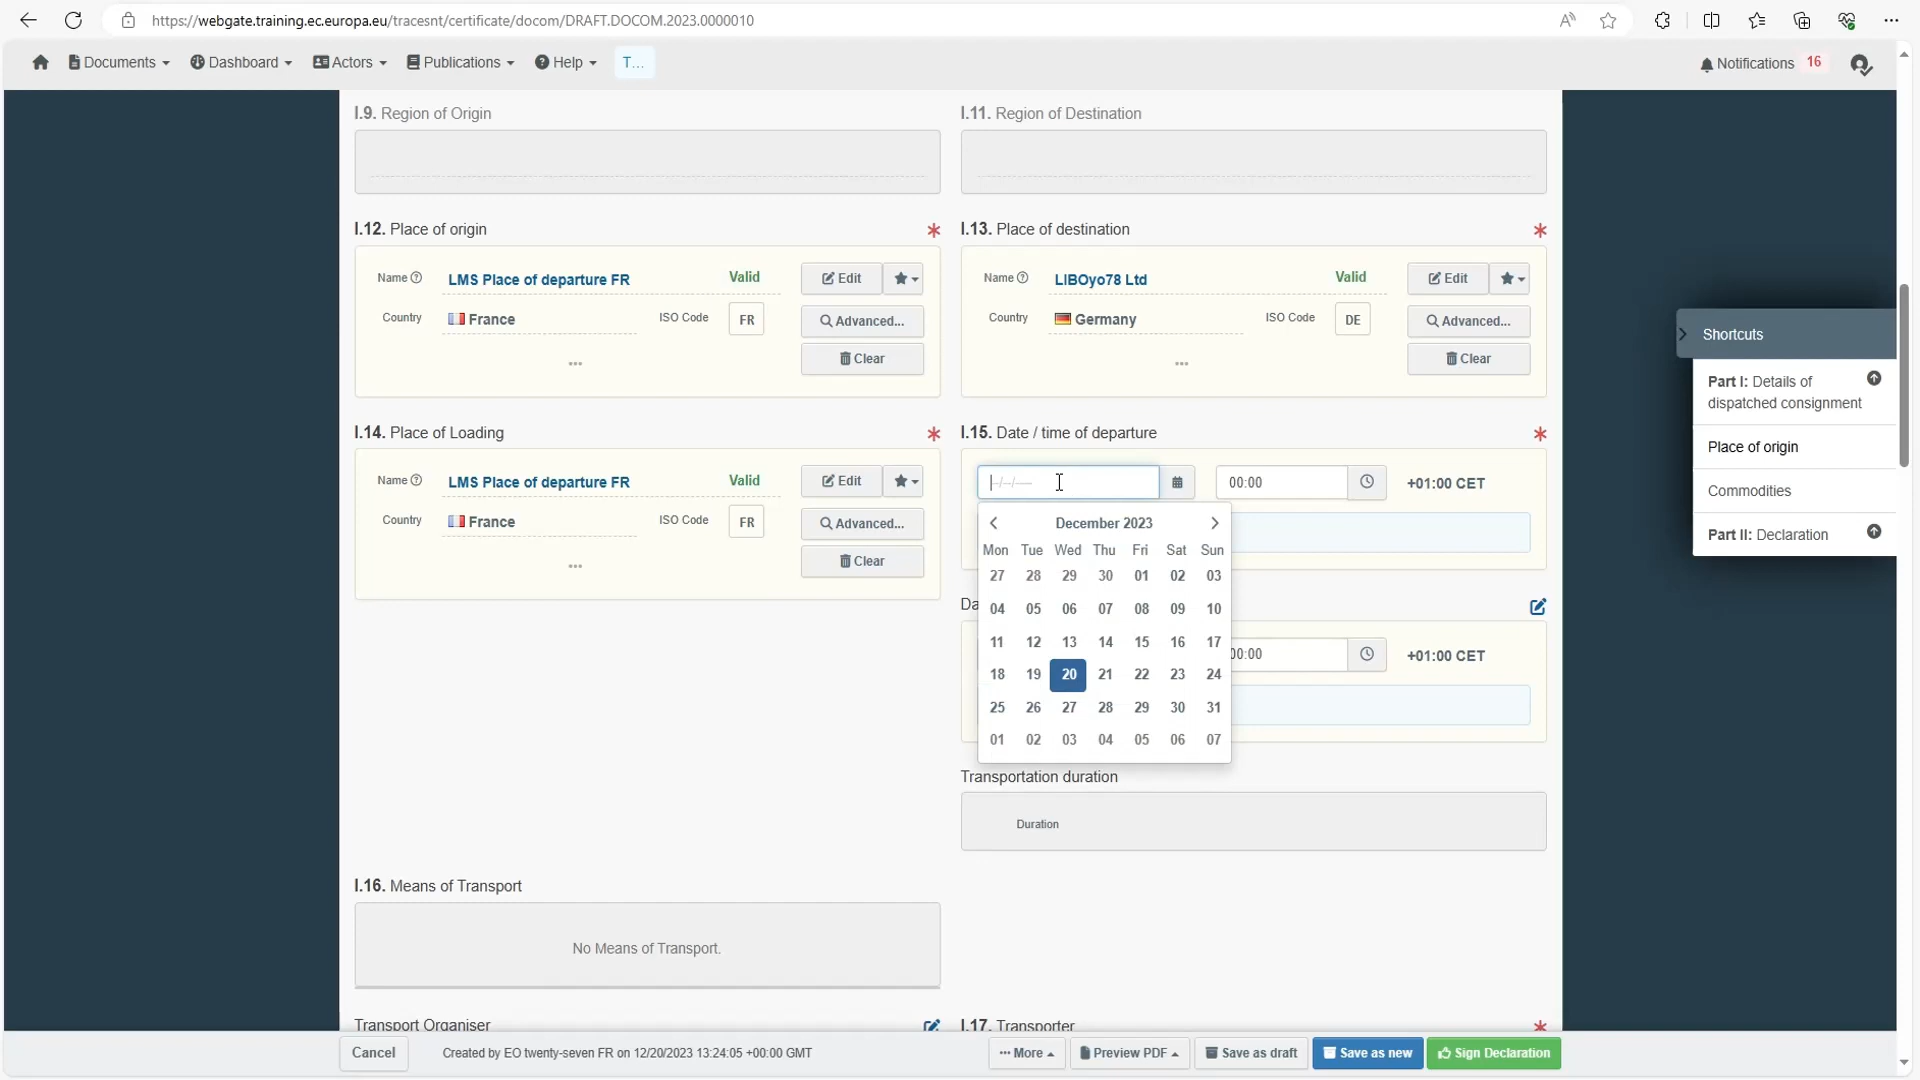 https://webgate.training.ec.europa.eu/tracesnt/certificate/docom/DRAFT.DOCOM.2023.0000010
Documents Dashboard Actors Publications Help T... Notifications 16
I.9. Region of Origin
I.11. Region of Destination
I.12. Place of origin *
I.13. Place of destination *
Name LMS Place of departure FR Valid Edit
Country France ISO Code FR Advanced...
... Clear
Name LIBOyo78 Ltd Valid Edit
Country Germany ISO Code DE Advanced...
... Clear
I.14. Place of Loading *
I.15. Date / time of departure *
Name LMS Place of departure FR Valid Edit
Country France ISO Code FR Advanced...
... Clear
--/--/---- 00:00 +01:00 CET
December 2023
Mon Tue Wed Thu Fri Sat Sun
27 28 29 30 01 02 03
04 05 06 07 08 09 10
11 12 13 14 15 16 17
18 19 20 21 22 23 24
25 26 27 28 29 30 31
01 02 03 04 05 06 07
Da
00:00 +01:00 CET
Transportation duration
Duration
I.16. Means of Transport
No Means of Transport.
Transport Organiser
I.17. Transporter *
Shortcuts
Part I: Details of
dispatched consignment
Place of origin
Commodities
Part II: Declaration
Cancel Created by EO twenty-seven FR on 12/20/2023 13:24:05 +00:00 GMT ... More Preview PDF Save as draft Save as new Sign Declaration